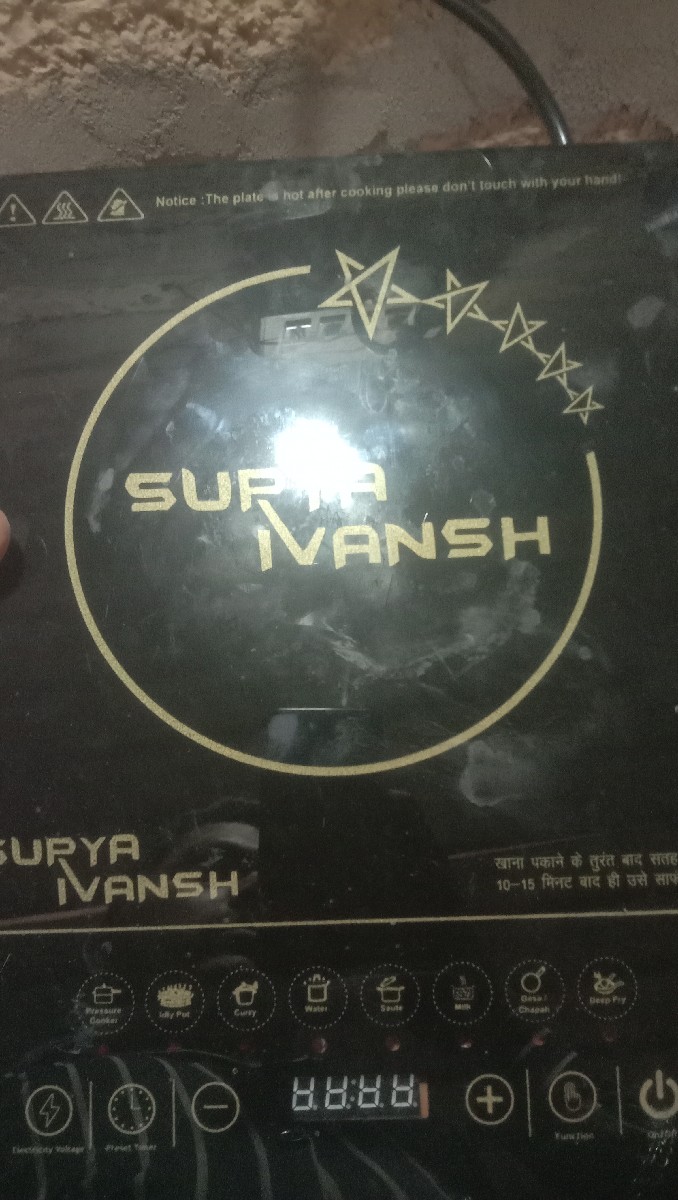 Notice :The plate is hot after cooking please don't touch with your hand!
SURYA
IVANSH
SURYA
IVANSH
खाना पकाने के तुरंत बाद सतह
10-15 मिनट बाद ही उसे साफ
Pressure Cooker
Idly Pot
Curry
Water
Saute
Milk
Dosa / Chapati
Deep Fry
Electricity Voltage
Preset Timer
Function
On/Off